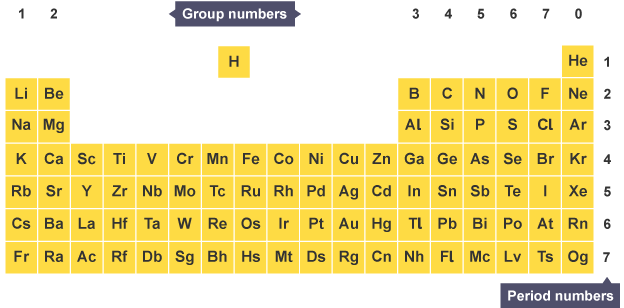 1 2 Group numbers 3 4 5 6 7 0
H He 1
Li Be B C N O F Ne 2
Na Mg Al Si P S Cl Ar 3
K Ca Sc Ti V Cr Mn Fe Co Ni Cu Zn Ga Ge As Se Br Kr 4
Rb Sr Y Zr Nb Mo Tc Ru Rh Pd Ag Cd In Sn Sb Te I Xe 5
Cs Ba La Hf Ta W Re Os Ir Pt Au Hg Tl Pb Bi Po At Rn 6
Fr Ra Ac Rf Db Sg Bh Hs Mt Ds Rg Cn Nh Fl Mc Lv Ts Og 7
Period numbers